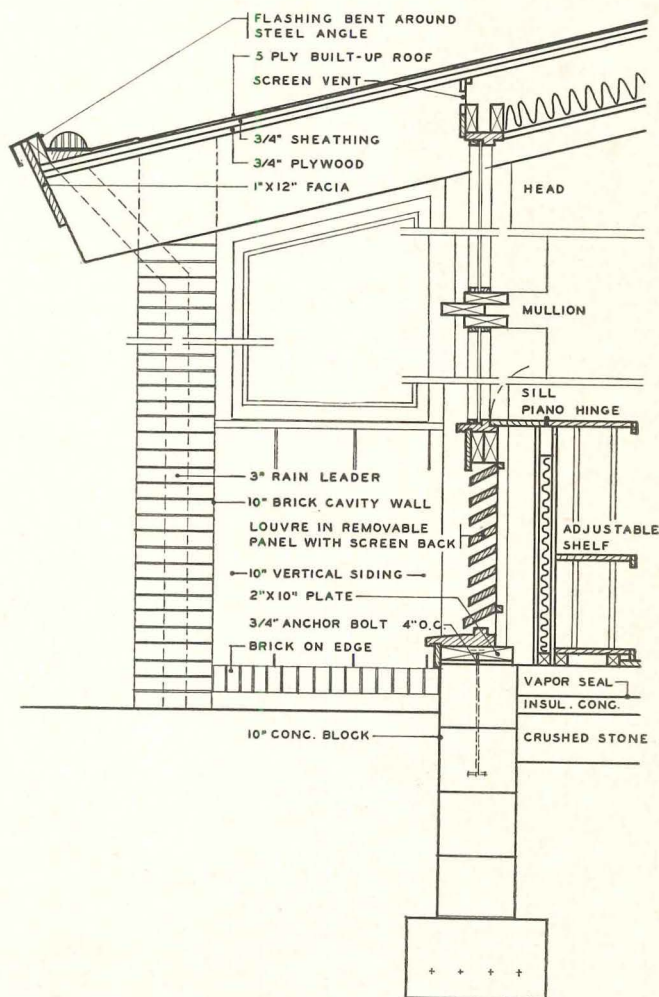 FLASHING BENT AROUND
STEEL ANGLE
5 PLY BUILT-UP ROOF
SCREEN VENT
3/4" SHEATHING
3/4" PLYWOOD
1"X12" FACIA
HEAD
MULLION
SILL
PIANO HINGE
3" RAIN LEADER
10" BRICK CAVITY WALL
LOUVRE IN REMOVABLE
PANEL WITH SCREEN BACK
ADJUSTABLE
SHELF
10" VERTICAL SIDING
2"X10" PLATE
3/4" ANCHOR BOLT 4"O.C.
BRICK ON EDGE
VAPOR SEAL
INSUL. CONC.
10" CONC. BLOCK
CRUSHED STONE